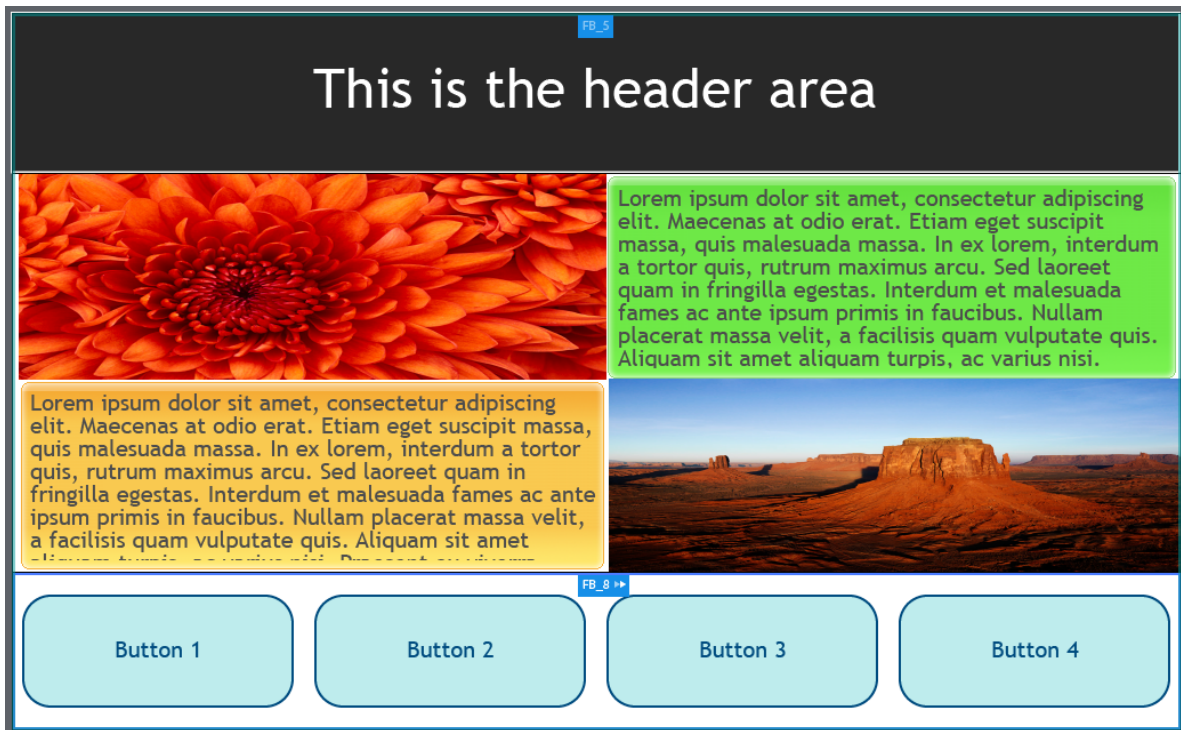 FB_5
This is the header area
Lorem ipsum dolor sit amet, consectetur adipiscing
elit. Maecenas at odio erat. Etiam eget suscipit
massa, quis malesuada massa. In ex lorem, interdum
a tortor quis, rutrum maximus arcu. Sed laoreet
quam in fringilla egestas. Interdum et malesuada
fames ac ante ipsum primis in faucibus. Nullam
placerat massa velit, a facilisis quam vulputate quis.
Aliquam sit amet aliquam turpis, ac varius nisi.
Lorem ipsum dolor sit amet, consectetur adipiscing
elit. Maecenas at odio erat. Etiam eget suscipit massa,
quis malesuada massa. In ex lorem, interdum a tortor
quis, rutrum maximus arcu. Sed laoreet quam in
fringilla egestas. Interdum et malesuada fames ac ante
ipsum primis in faucibus. Nullam placerat massa velit,
a facilisis quam vulputate quis. Aliquam sit amet
FB_8
Button 1
Button 2
Button 3
Button 4